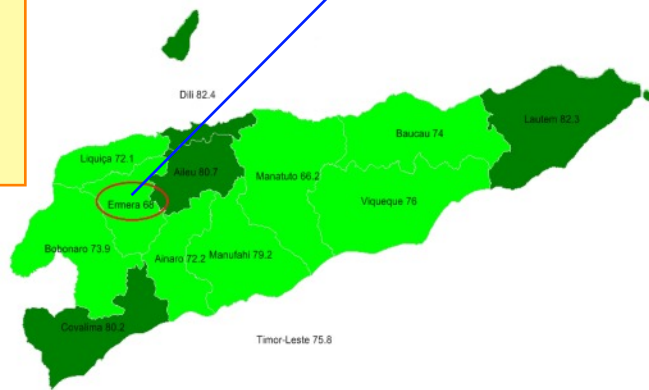 Dili 82.4
Lautem 82.3
Baucau 74
Liquiça 72.1
Aileu 80.7
Manatuto 66.2
Ermera 68
Viqueque 76
Bobonaro 73.9
Ainaro 72.2
Manufahi 79.2
Covalima 80.2
Timor-Leste 75.8